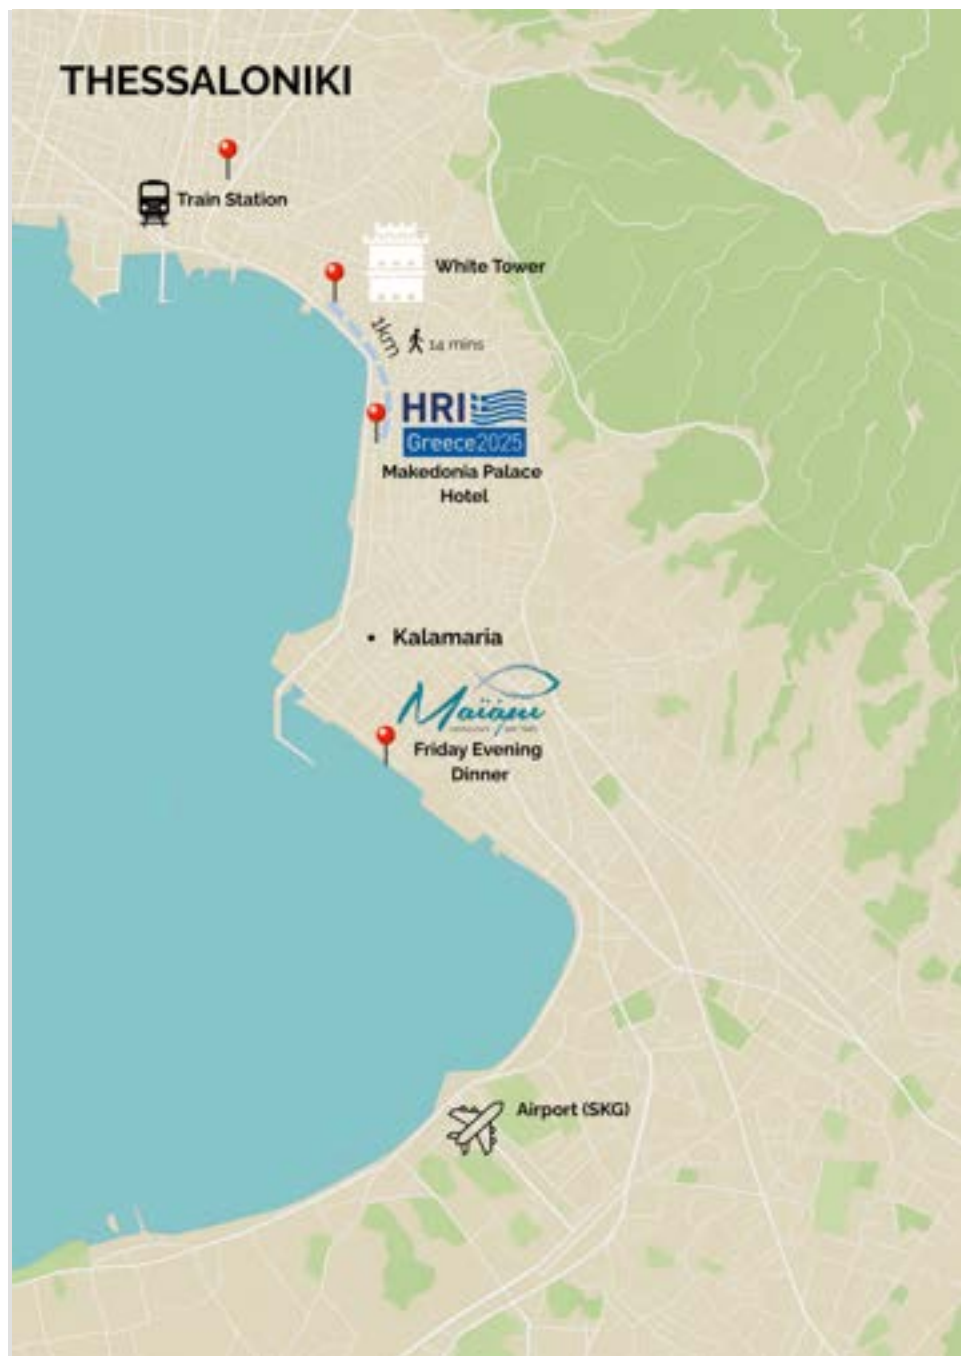 THESSALONIKI
Train Station
White Tower
1km
14 mins
HRI
Greece2025
Makedonia Palace
Hotel
Kalamaria
Μαϊάμι
Friday Evening
Dinner
Airport (SKG)